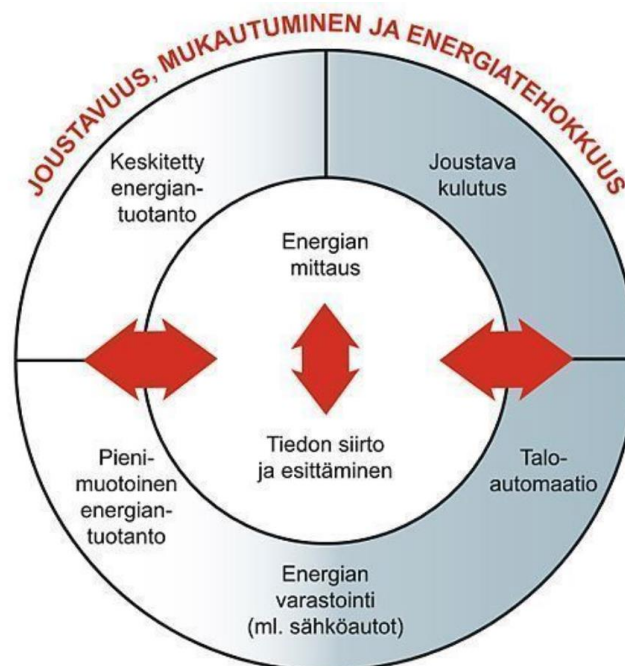 JOUSTAVUUS, MUKAUTUMINEN JA ENERGIATEHOKKUUS
Keskitetty
energian-
tuotanto
Joustava
kulutus
Energian
mittaus
Tiedon siirto
ja esittäminen
Pieni-
muotoinen
energian-
tuotanto
Talo-
automaatio
Energian
varastointi
(ml. sähköautot)